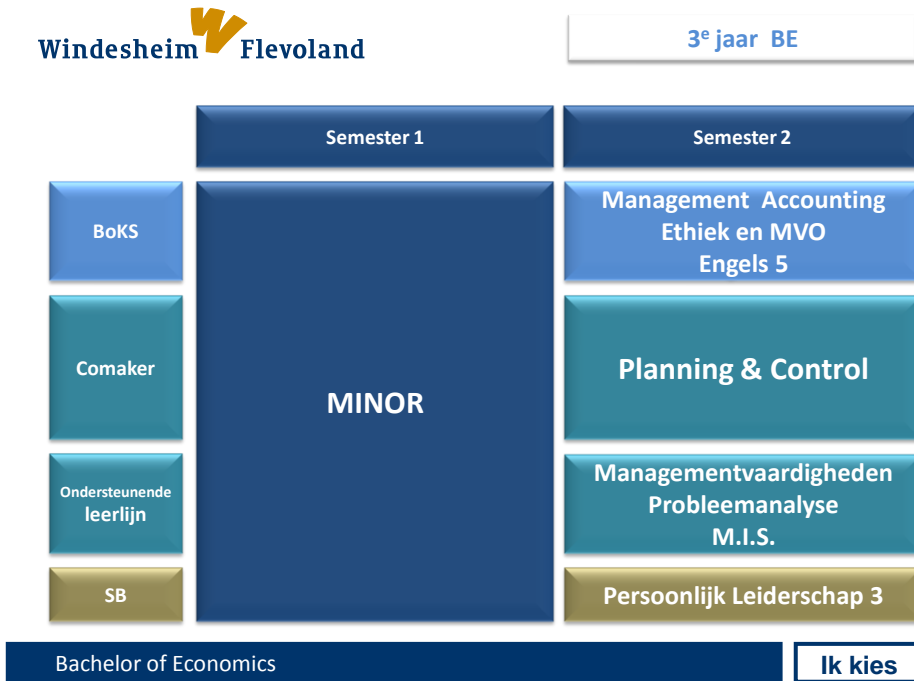 Windesheim Flevoland
3e jaar BE
Semester 1
Semester 2
BoKS
MINOR
Management Accounting
Ethiek en MVO
Engels 5
Comaker
Planning & Control
Ondersteunende
leerlijn
Managementvaardigheden
Probleemanalyse
M.I.S.
SB
Persoonlijk Leiderschap 3
Bachelor of Economics
Ik kies